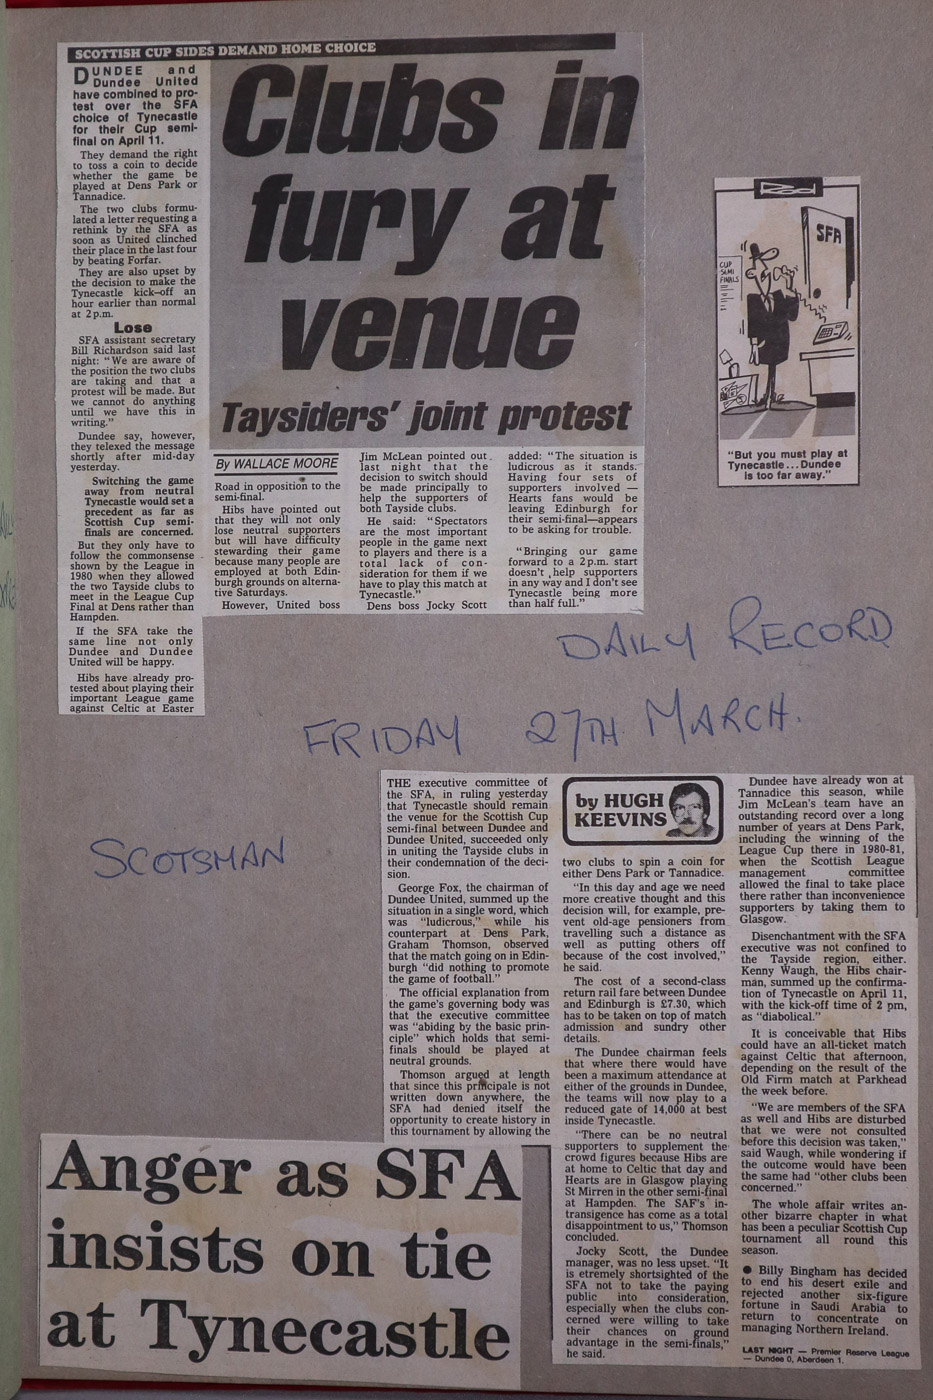 SCOTTISH CUP SIDES DEMAND HOME CHOICE
Clubs in
fury at
venue
Taysiders' joint protest
DUNDEE and
Dundee United
have combined to pro-
test over the SFA
choice of Tynecastle
for their Cup semi-
final on April 11.
They demand the right
to toss a coin to decide
whether the game be
played at Dens Park or
Tannadice.
The two clubs formu-
lated a letter requesting a
rethink by the SFA as
soon as United clinched
their place in the last four
by beating Forfar.
They are also upset by
the decision to make the
Tynecastle kick-off an
hour earlier than normal
at 2 p.m.
Lose
SFA assistant secretary
Bill Richardson said last
night: "We are aware of
the position the two clubs
are taking and that a
protest will be made. But
we cannot do anything
until we have this in
writing."
Dundee say, however,
they telexed the message
shortly after mid-day
yesterday.
Switching the game
away from neutral
Tynecastle would set a
precedent as far as
Scottish Cup semi-
finals are concerned.
But they only have to
follow the commonsense
shown by the League in
1980 when they allowed
the two Tayside clubs to
meet in the League Cup
Final at Dens rather than
Hampden.
If the SFA take the
same line not only
Dundee and Dundee
United will be happy.
Hibs have already pro-
tested about playing their
important League game
against Celtic at Easter
By WALLACE MOORE
Road in opposition to the
semi-final.
Hibs have pointed out
that they will not only
lose neutral supporters
but will have difficulty
stewarding their game
because many people are
employed at both Edin-
burgh grounds on alterna-
tive Saturdays.
However, United boss
Jim McLean pointed out
last night that the
decision to switch should
be made principally to
help the supporters of
both Tayside clubs.
He said: "Spectators
are the most important
people in the game next
to players and there is a
total lack of con-
sideration for them if we
have to play this match at
Tynecastle."
Dens boss Jocky Scott
added: "The situation is
ludicrous as it stands.
Having four sets of
supporters involved —
Hearts fans would be
leaving Edinburgh for
their semi-final—appears
to be asking for trouble.
"Bringing our game
forward to a 2 p.m. start
doesn't help supporters
in any way and I don't see
Tynecastle being more
than half full."
Rod
SFA
CUP
SEMI
FINALS
"But you must play at
Tynecastle...Dundee
is too far away."
DAILY RECORD
FRIDAY 27TH MARCH.
SCOTSMAN
THE executive committee of
the SFA, in ruling yesterday
that Tynecastle should remain
the venue for the Scottish Cup
semi-final between Dundee and
Dundee United, succeeded only
in uniting the Tayside clubs in
their condemnation of the deci-
sion.
George Fox, the chairman of
Dundee United, summed up the
situation in a single word, which
was "ludicrous," while his
counterpart at Dens Park,
Graham Thomson, observed
that the match going on in Edin-
burgh "did nothing to promote
the game of football."
The official explanation from
the game's governing body was
that the executive committee
was "abiding by the basic prin-
ciple" which holds that semi-
finals should be played at
neutral grounds.
Thomson argued at length
that since this principale is not
written down anywhere, the
SFA had denied itself the
opportunity to create history in
this tournament by allowing the
by HUGH
KEEVINS
two clubs to spin a coin for
either Dens Park or Tannadice.
"In this day and age we need
more creative thought and this
decision will, for example, pre-
vent old-age pensioners from
travelling such a distance as
well as putting others off
because of the cost involved,"
he said.
The cost of a second-class
return rail fare between Dundee
and Edinburgh is £7.30, which
has to be taken on top of match
admission and sundry other
details.
The Dundee chairman feels
that where there would have
been a maximum attendance at
either of the grounds in Dundee,
the teams will now play to a
reduced gate of 14,000 at best
inside Tynecastle.
"There can be no neutral
supporters to supplement the
crowd figures because Hibs are
at home to Celtic that day and
Hearts are in Glasgow playing
St Mirren in the other semi-final
at Hampden. The SAF's in-
transigence has come as a total
disappointment to us," Thomson
concluded.
Jocky Scott, the Dundee
manager, was no less upset. "It
is etremely shortsighted of the
SFA not to take the paying
public into consideration,
especially when the clubs con-
cerned were willing to take
their chances on ground
advantage in the semi-finals,"
he said.
Dundee have already won at
Tannadice this season, while
Jim McLean's team have an
outstanding record over a long
number of years at Dens Park,
including the winning of the
League Cup there in 1980-81,
when the Scottish League
management committee
allowed the final to take place
there rather than inconvenience
supporters by taking them to
Glasgow.
Disenchantment with the SFA
executive was not confined to
the Tayside region, either.
Kenny Waugh, the Hibs chair-
man, summed up the confirma-
tion of Tynecastle on April 11,
with the kick-off time of 2 pm,
as "diabolical."
It is conceivable that Hibs
could have an all-ticket match
against Celtic that afternoon,
depending on the result of the
Old Firm match at Parkhead
the week before.
"We are members of the SFA
as well and Hibs are disturbed
that we were not consulted
before this decision was taken,"
said Waugh, while wondering if
the outcome would have been
the same had "other clubs been
concerned."
The whole affair writes an-
other bizarre chapter in what
has been a peculiar Scottish Cup
tournament all round this
season.
● Billy Bingham has decided
to end his desert exile and
rejected another six-figure
fortune in Saudi Arabia to
return to concentrate on
managing Northern Ireland.
LAST NIGHT — Premier Reserve League
— Dundee 0, Aberdeen 1.
Anger as SFA
insists on tie
at Tynecastle